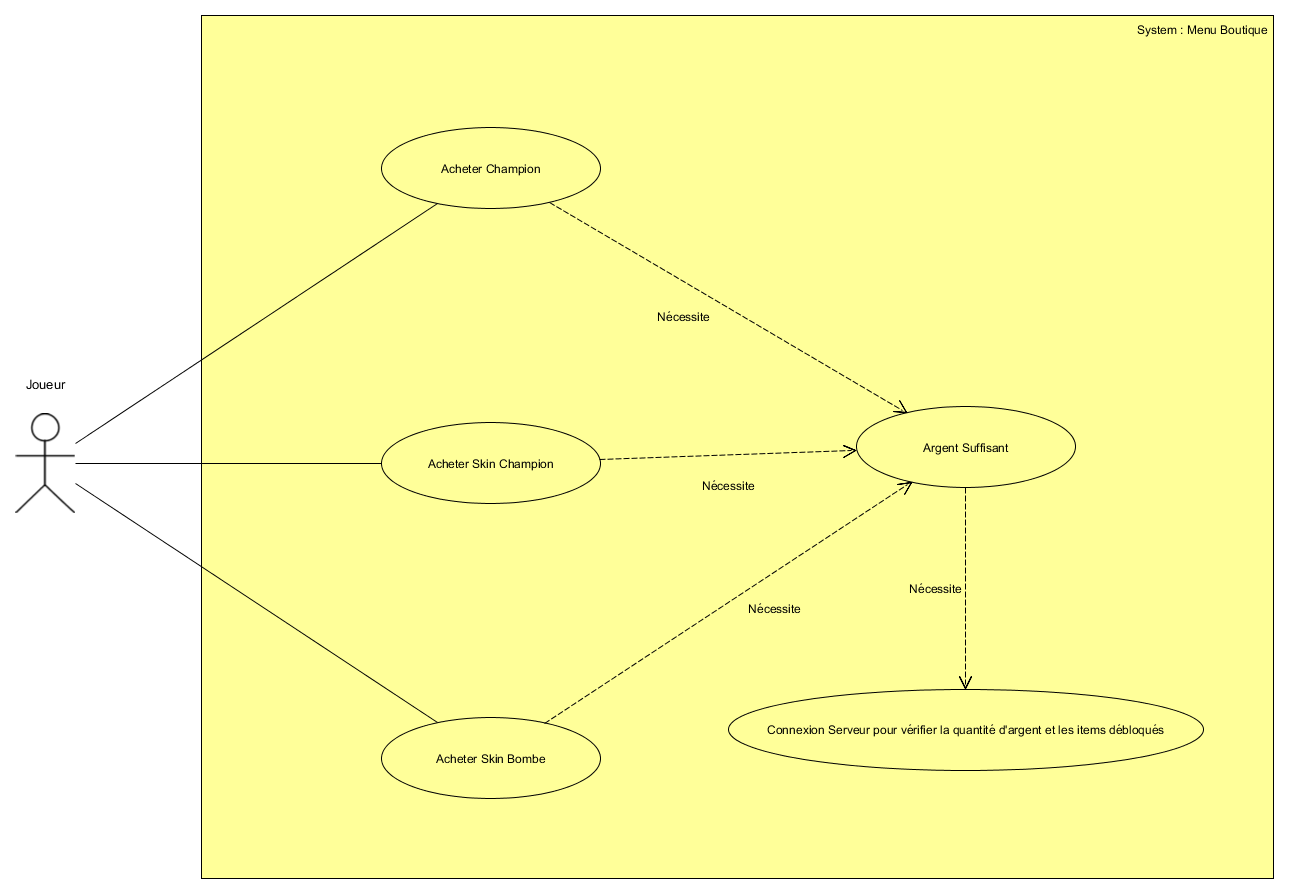 System : Menu Boutique
Acheter Champion
Nécessite
Joueur
Argent Suffisant
Acheter Skin Champion
Nécessite
Nécessite
Nécessite
Connexion Serveur pour vérifier la quantité d'argent et les items débloqués
Acheter Skin Bombe